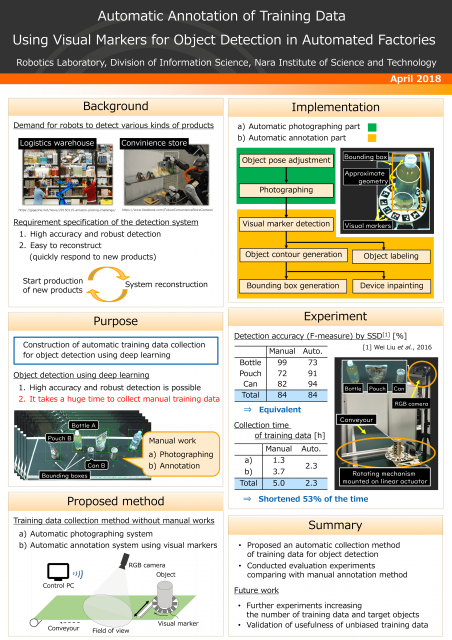 Automatic Annotation of Training Data
Using Visual Markers for Object Detection in Automated Factories
Robotics Laboratory, Division of Information Science, Nara Institute of Science and Technology
April 2018
Background
Demand for robots to detect various kinds of products
Logistics warehouse
Convinience store
Requirement specification of the detection system
1. High accuracy and robust detection
2. Easy to reconstruct
(quickly respond to new products)
Start production
of new products
System reconstruction
Purpose
Construction of automatic training data collection
for object detection using deep learning
Object detection using deep learning
1. High accuracy and robust detection is possible
2. It takes a huge time to collect manual training data
Bottle A
Pouch B
Can B
Bounding boxes
Manual work
a) Photographing
b) Annotation
Proposed method
Training data collection method without manual works
a) Automatic photographing system
b) Automatic annotation system using visual markers
RGB camera
Object
Control PC
Visual marker
Conveyour
Field of view
Implementation
a) Automatic photographing part
b) Automatic annotation part
Object pose adjustment
Photographing
Visual marker detection
Object contour generation
Object labeling
Bounding box generation
Device inpainting
Bounding box
Approximate
geometry
Visual markers
Experiment
Detection accuracy (F-measure) by SSD[1] [%]
[1] Wei Liu et al., 2016
Manual Auto.
Bottle 99 73
Pouch 72 91
Can 82 94
Total 84 84
⇒ Equivalent
Collection time
of training data [h]
Manual Auto.
a) 1.3
2.3
b) 3.7
Total 5.0 2.3
⇒ Shortened 53% of the time
Bottle Pouch Can
RGB camera
Conveyour
Rotating mechanism
mounted on linear actuator
Summary
• Proposed an automatic collection method
of training data for object detection
• Conducted evaluation experiments
comparing with manual annotation method
Future work
• Further experiments increasing
the number of training data and target objects
• Validation of usefulness of unbiased training data